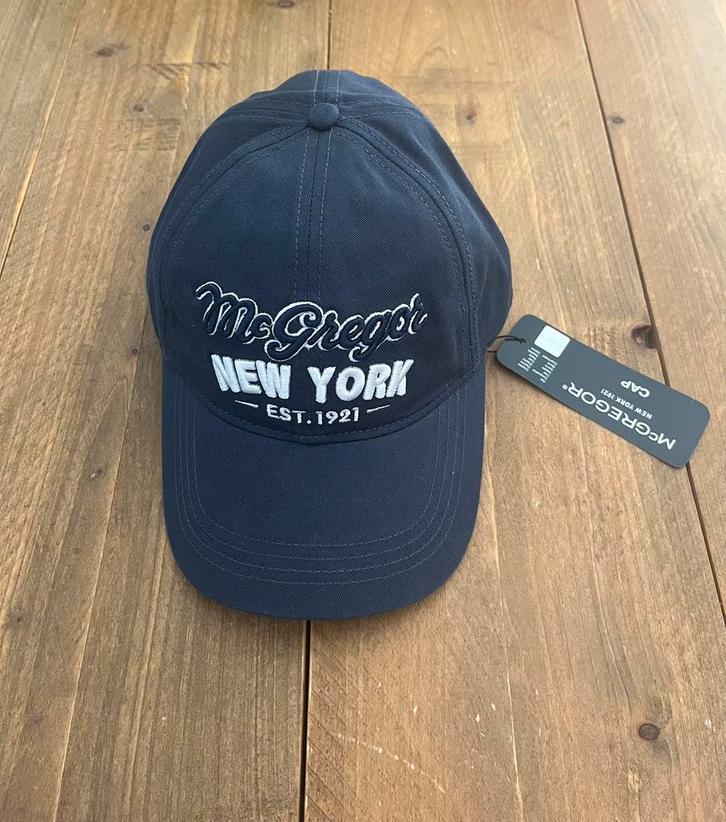 McGregor
NEW YORK
EST.1921
McGREGOR®
NEW YORK 1921
CAP